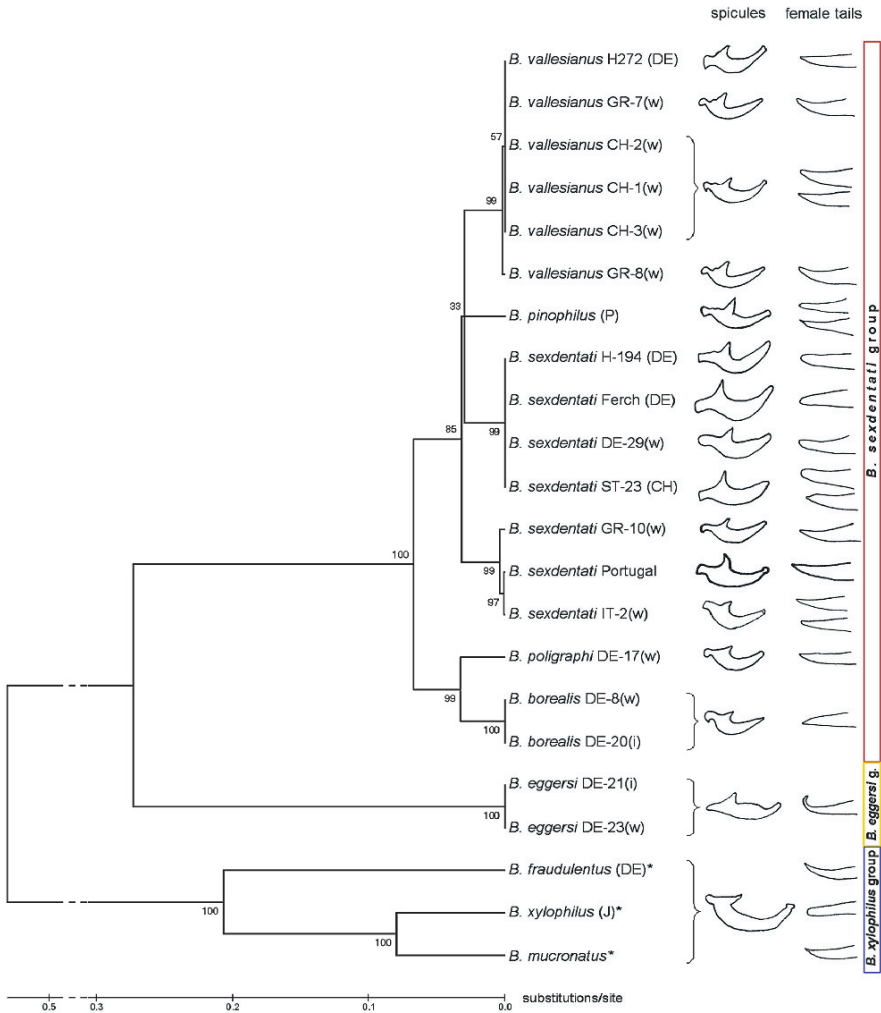 spicules female tails
B. vallesianus H272 (DE)
B. vallesianus GR-7(w)
57
B. vallesianus CH-2(w)
B. vallesianus CH-1(w)
99
B. vallesianus CH-3(w)
B. vallesianus GR-8(w)
33
B. pinophilus (P)
B. sexdentati H-194 (DE)
B. sexdentati Ferch (DE)
85
99
B. sexdentati DE-29(w)
B. sexdentati ST-23 (CH)
B. sexdentati GR-10(w)
100
99
B. sexdentati Portugal
97
B. sexdentati IT-2(w)
B. poligraphi DE-17(w)
99
B. borealis DE-8(w)
100
B. borealis DE-20(i)
B. eggersi DE-21(i)
100
B. eggersi DE-23(w)
B. fraudulentus (DE)*
100
B. xylophilus (J)*
100
B. mucronatus*
B. sexdentati group
B. eggersi g.
B. xylophilus group
0.5 0.3 0.2 0.1 0.0 substitutions/site